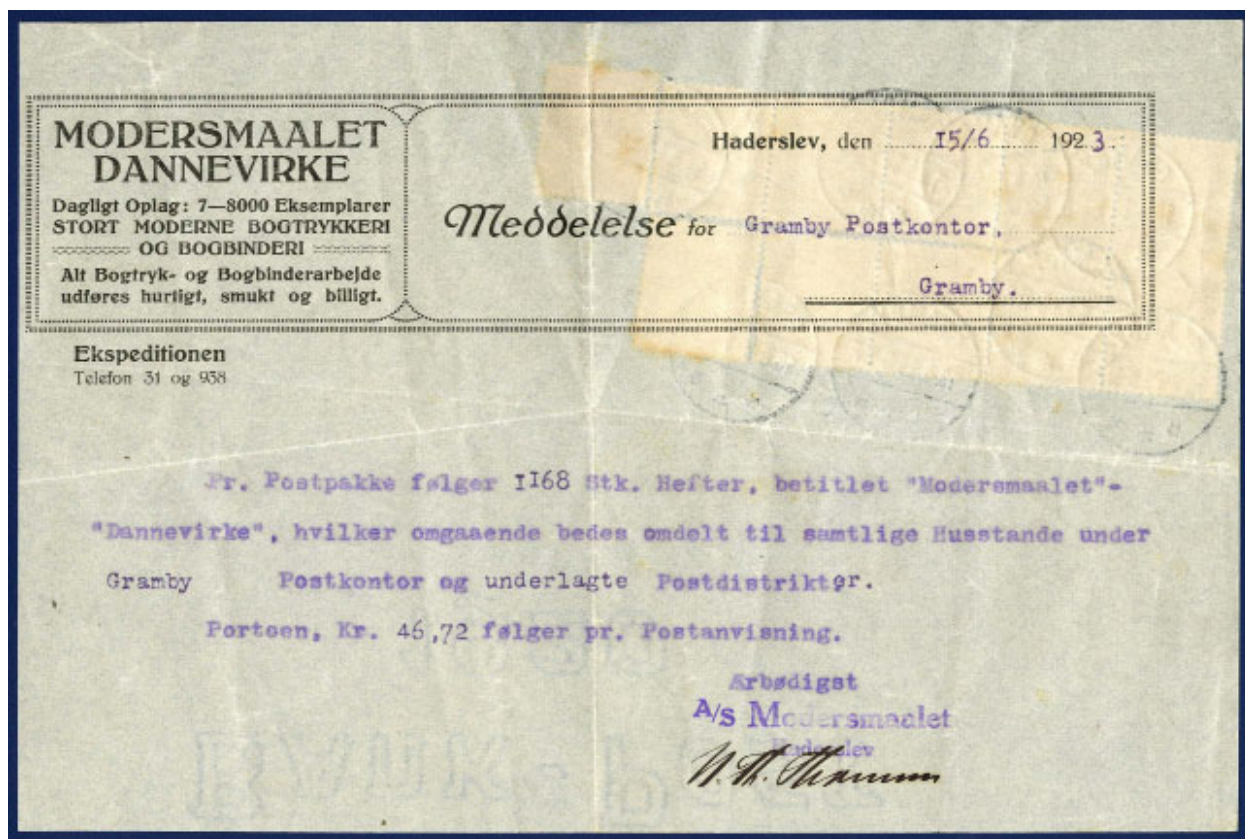 MODERSMAALET
DANNEVIRKE
Dagligt Oplag: 7—8000 Eksemplarer
STORT MODERNE BOGTRYKKERI
OG BOGBINDERI
Alt Bogtryk- og Bogbinderarbejde
udføres hurtigt, smukt og billigt.
Haderslev, den 15/6 1923.
Meddelelse for Gramby Postkontor,
Gramby.
Ekspeditionen
Telefon 31 og 938
Pr. Postpakke følger 1168 Stk. Hefter, betitlet "Modersmaalet"-
"Dannevirke", hvilker omgaaende bedes omdelt til samtlige Husstande under
Gramby Postkontor og underlagte Postdistrikter.
Portoen, Kr. 46,72 følger pr. Postanvisning.
Ærbødigst
A/s Modersmaalet
Haderslev
N. Th.